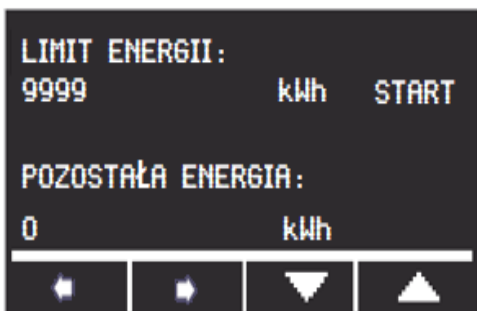 LIMIT ENERGII:
9999 kWh START
POZOSTAŁA ENERGIA:
0 kWh